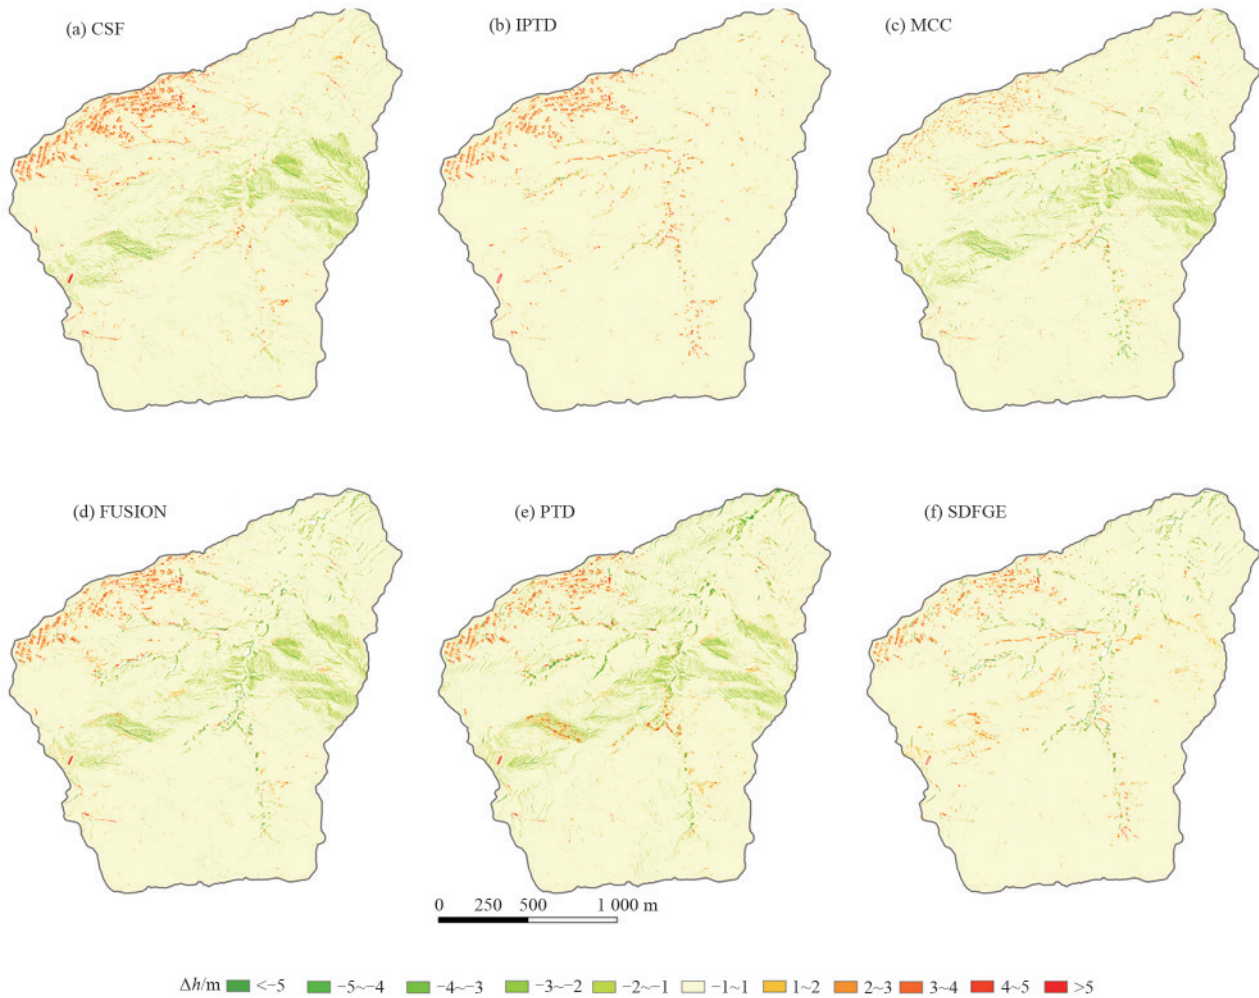 (a) CSF
(b) IPTD
(c) MCC
(d) FUSION
(e) PTD
(f) SDFGE
0 250 500 1 000 m
Δh/m <−5 −5~−4 −4~−3 −3~−2 −2~−1 −1~1 1~2 2~3 3~4 4~5 >5